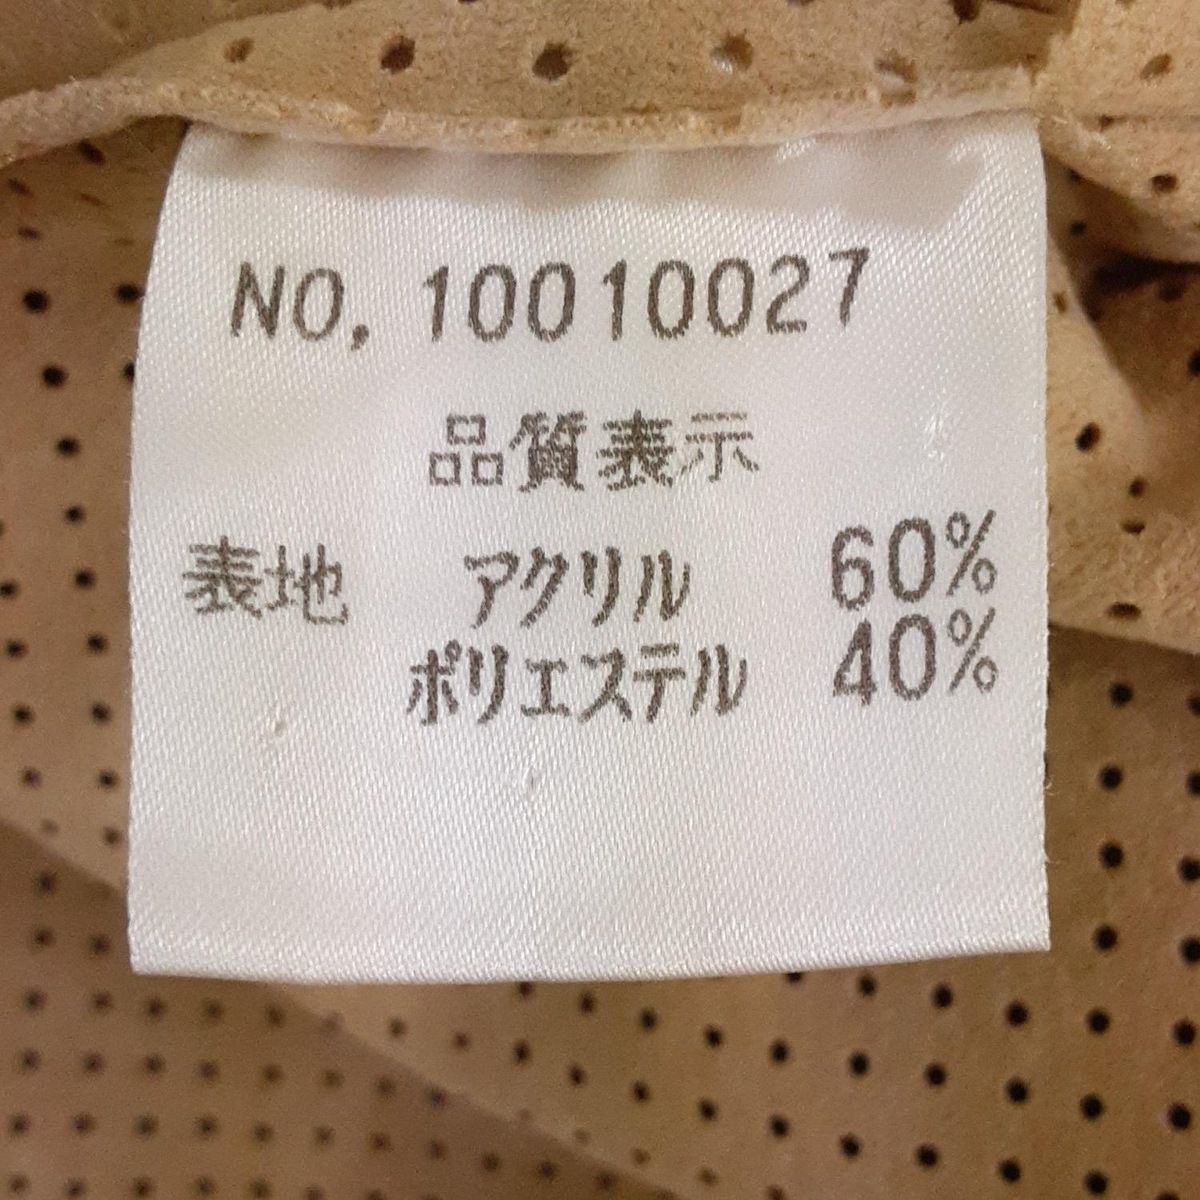 NO, 10010027
品質表示
表地 アクリル 60%
ポリエステル 40%